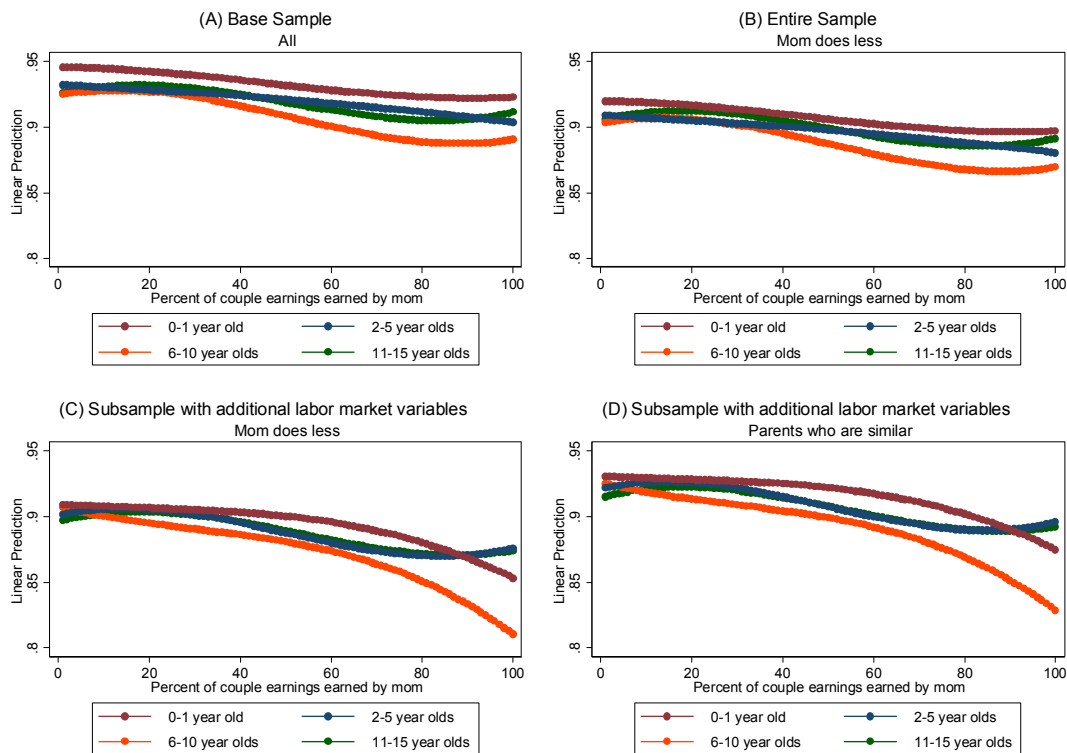 (A) Base Sample
All
Linear Prediction
.95
.9
.85
.8
0 20 40 60 80 100
Percent of couple earnings earned by mom
0-1 year old 2-5 year olds
6-10 year olds 11-15 year olds
(B) Entire Sample
Mom does less
Linear Prediction
.95
.9
.85
.8
0 20 40 60 80 100
Percent of couple earnings earned by mom
0-1 year old 2-5 year olds
6-10 year olds 11-15 year olds
(C) Subsample with additional labor market variables
Mom does less
Linear Prediction
.95
.9
.85
.8
0 20 40 60 80 100
Percent of couple earnings earned by mom
0-1 year old 2-5 year olds
6-10 year olds 11-15 year olds
(D) Subsample with additional labor market variables
Parents who are similar
Linear Prediction
.95
.9
.85
.8
0 20 40 60 80 100
Percent of couple earnings earned by mom
0-1 year old 2-5 year olds
6-10 year olds 11-15 year olds